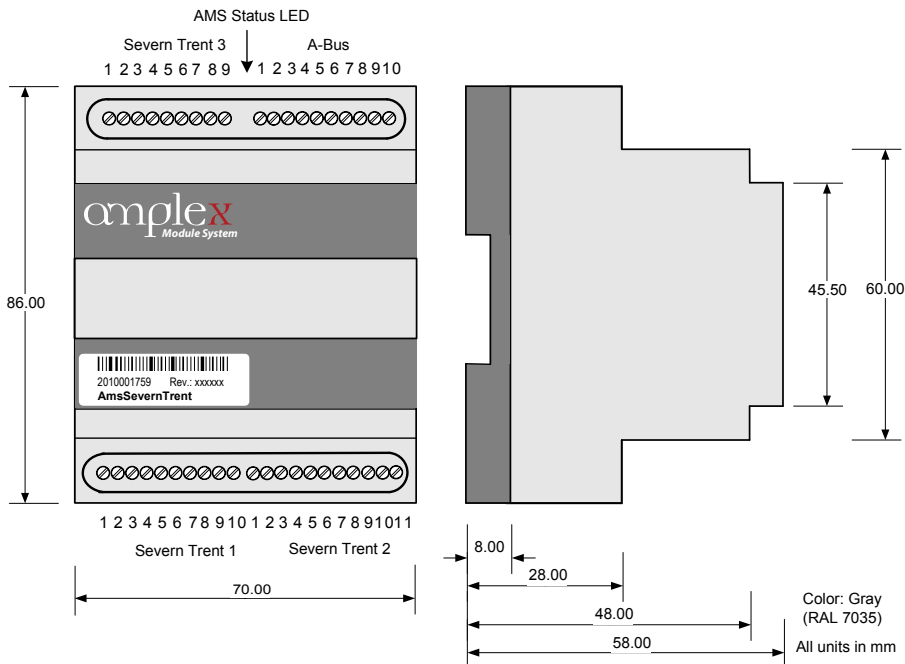 AMS Status LED
Severn Trent 3
A-Bus
1 2 3 4 5 6 7 8 9
1 2 3 4 5 6 7 8 9 10
amplex
Module System
86.00
45.50
60.00
2010001759 Rev.: xxxxxx
AmsSevernTrent
1 2 3 4 5 6 7 8 9 10
1 2 3 4 5 6 7 8 9 10 11
Severn Trent 1
Severn Trent 2
8.00
28.00
70.00
48.00
58.00
Color: Gray
(RAL 7035)
All units in mm